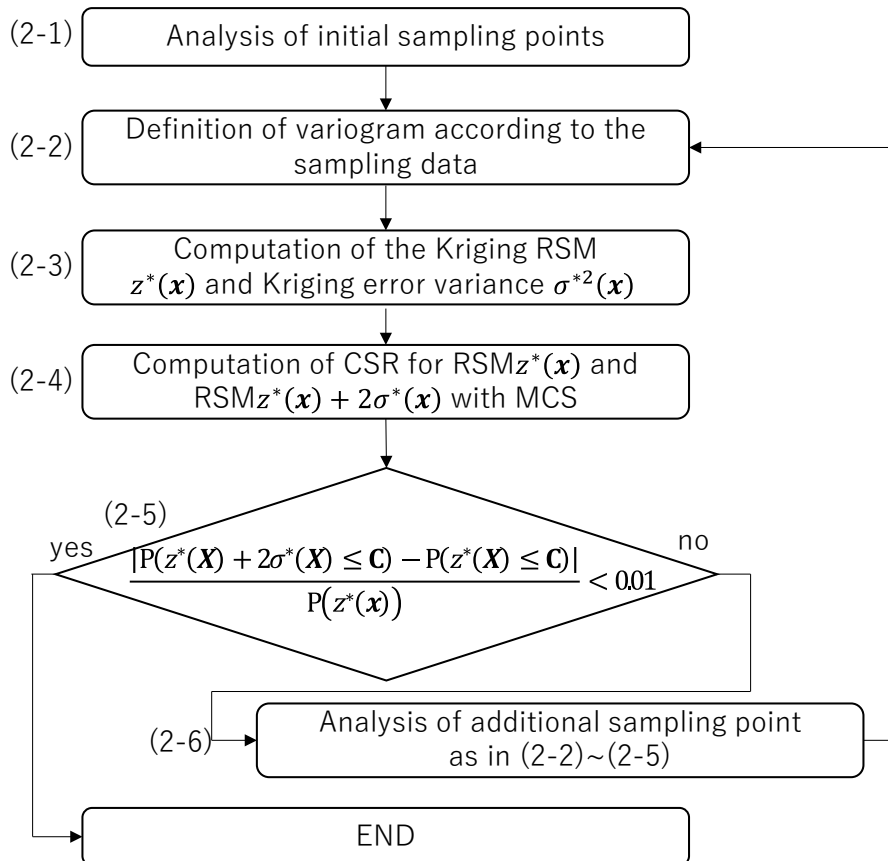 (2-1)
Analysis of initial sampling points
(2-2)
Definition of variogram according to the
sampling data
(2-3)
Computation of the Kriging RSM
z*(x) and Kriging error variance σ*²(x)
(2-4)
Computation of CSR for RSMz*(x) and
RSMz*(x) + 2σ*(x) with MCS
(2-5)
yes
no
|P(z*(X) + 2σ*(X) ≤ C) − P(z*(X) ≤ C)|
P(z*(x))
< 0.01
(2-6)
Analysis of additional sampling point
as in (2-2)~(2-5)
END